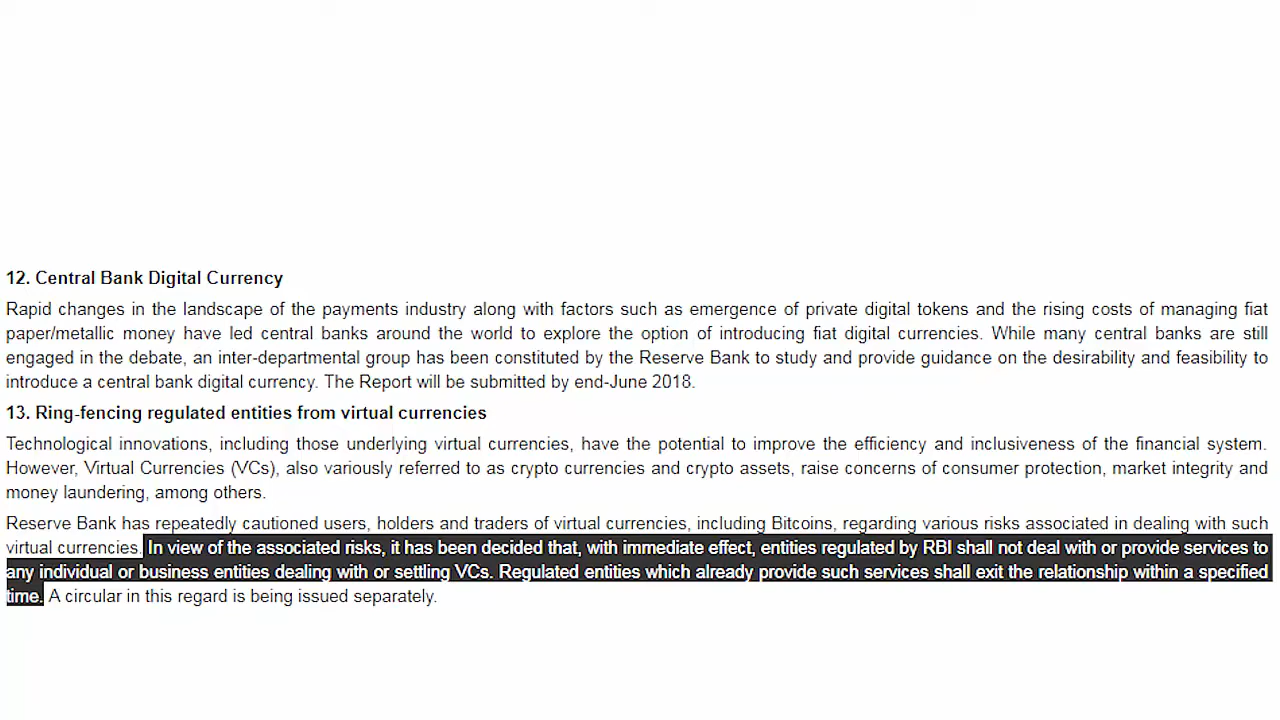 12. Central Bank Digital Currency
Rapid changes in the landscape of the payments industry along with factors such as emergence of private digital tokens and the rising costs of managing fiat
paper/metallic money have led central banks around the world to explore the option of introducing fiat digital currencies. While many central banks are still
engaged in the debate, an inter-departmental group has been constituted by the Reserve Bank to study and provide guidance on the desirability and feasibility to
introduce a central bank digital currency. The Report will be submitted by end-June 2018.
13. Ring-fencing regulated entities from virtual currencies
Technological innovations, including those underlying virtual currencies, have the potential to improve the efficiency and inclusiveness of the financial system.
However, Virtual Currencies (VCs), also variously referred to as crypto currencies and crypto assets, raise concerns of consumer protection, market integrity and
money laundering, among others.
Reserve Bank has repeatedly cautioned users, holders and traders of virtual currencies, including Bitcoins, regarding various risks associated in dealing with such
virtual currencies. In view of the associated risks, it has been decided that, with immediate effect, entities regulated by RBI shall not deal with or provide services to
any individual or business entities dealing with or settling VCs. Regulated entities which already provide such services shall exit the relationship within a specified
time. A circular in this regard is being issued separately.